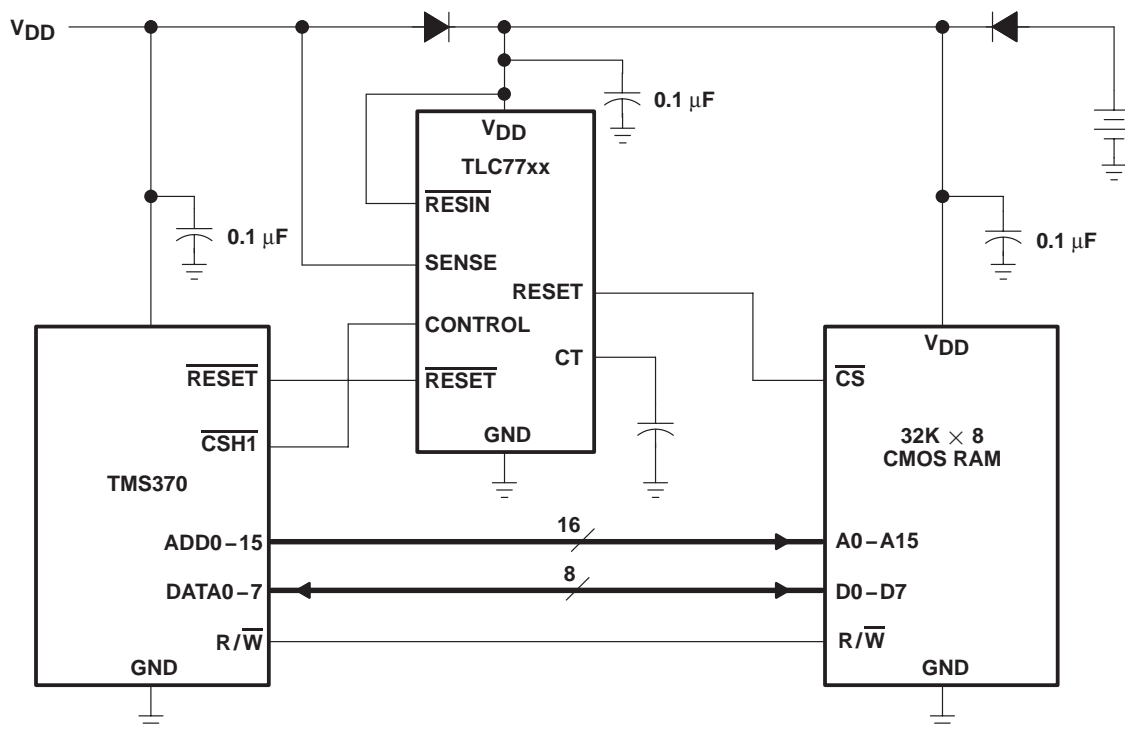 VDD
0.1 µF
VDD
TLC77xx
RESIN
0.1 µF
0.1 µF
SENSE
RESET
CONTROL
VDD
CT
RESET
RESET
CS
GND
CSH1
32K × 8
CMOS RAM
TMS370
16
ADD0–15
A0–A15
8
DATA0–7
D0–D7
R/W
R/W
GND
GND